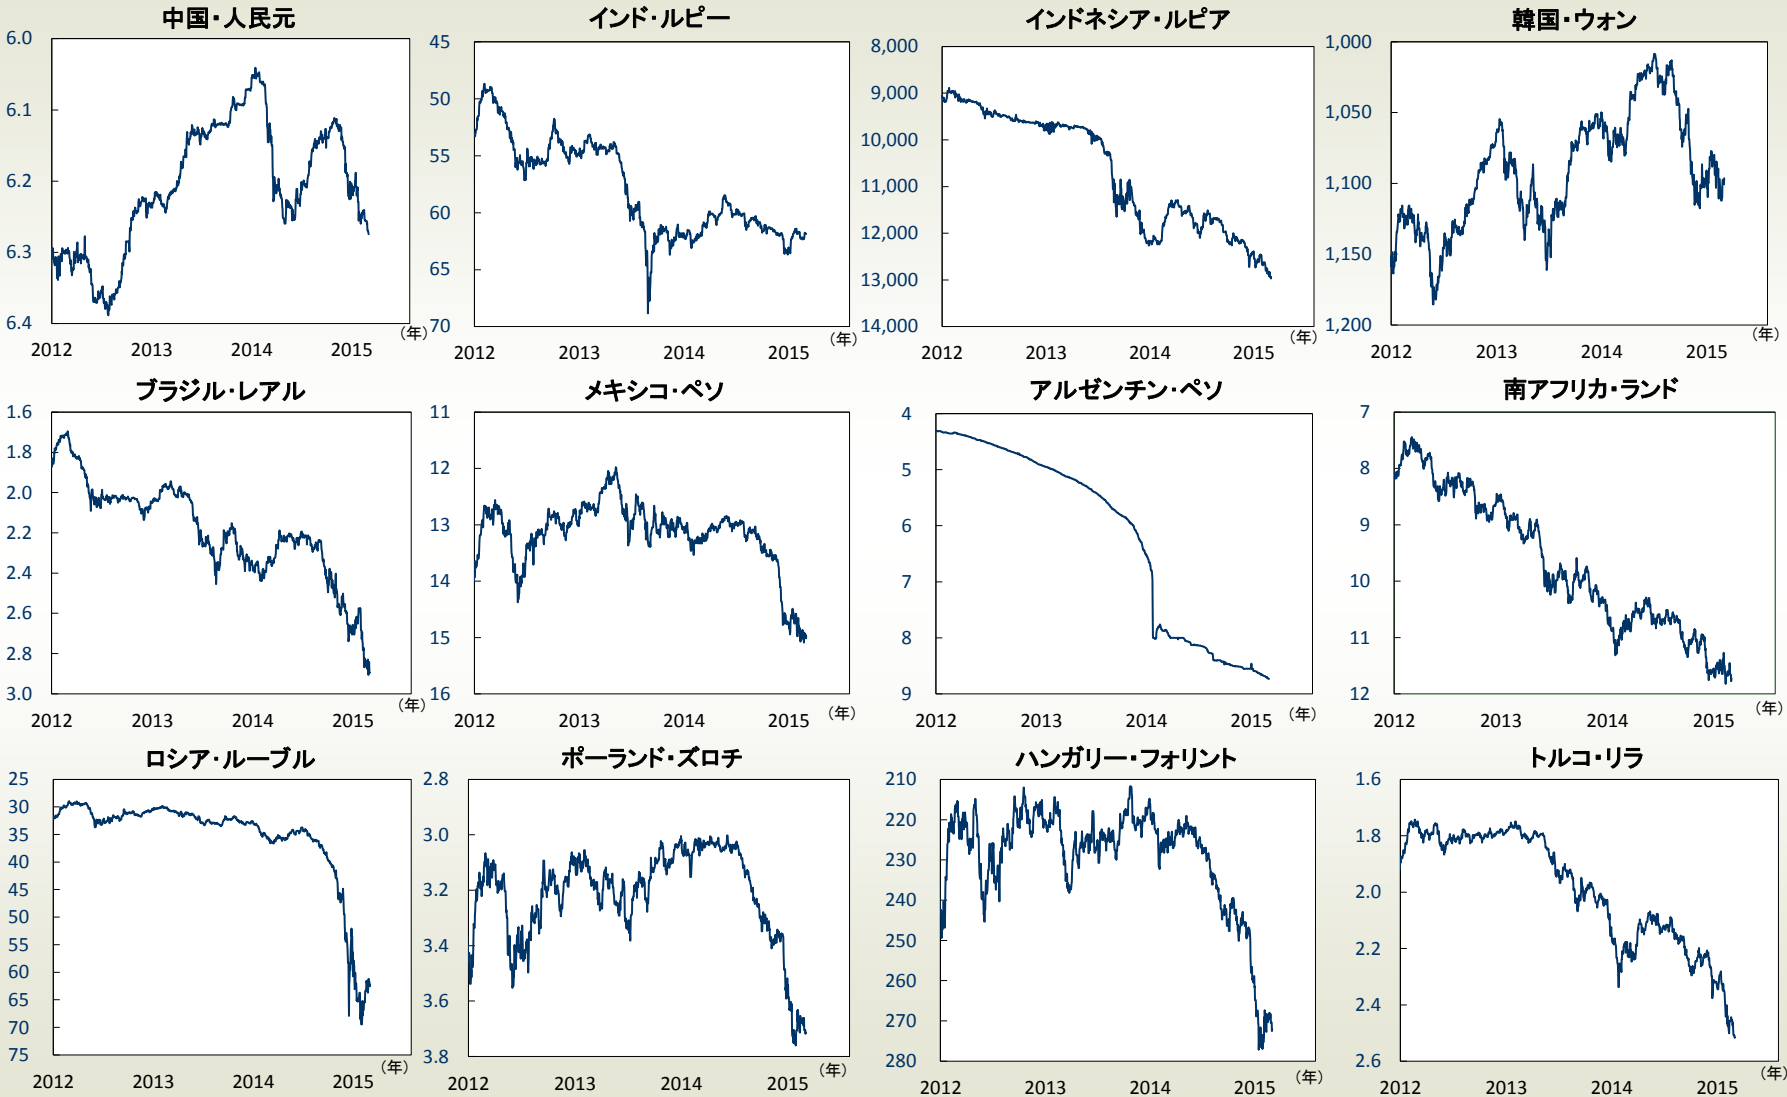 中国・人民元
6.0
6.1
6.2
6.3
6.4
(年)
2012 2013 2014 2015
インド・ルピー
45
50
55
60
65
70
(年)
2012 2013 2014 2015
インドネシア・ルピア
8,000
9,000
10,000
11,000
12,000
13,000
14,000
(年)
2012 2013 2014 2015
韓国・ウォン
1,000
1,050
1,100
1,150
1,200
(年)
2012 2013 2014 2015
ブラジル・レアル
1.6
1.8
2.0
2.2
2.4
2.6
2.8
3.0
(年)
2012 2013 2014 2015
メキシコ・ペソ
11
12
13
14
15
16
(年)
2012 2013 2014 2015
アルゼンチン・ペソ
4
5
6
7
8
9
(年)
2012 2013 2014 2015
南アフリカ・ランド
7
8
9
10
11
12
(年)
2012 2013 2014 2015
ロシア・ルーブル
25
30
35
40
45
50
55
60
65
70
75
(年)
2012 2013 2014 2015
ポーランド・ズロチ
2.8
3.0
3.2
3.4
3.6
3.8
(年)
2012 2013 2014 2015
ハンガリー・フォリント
210
220
230
240
250
260
270
280
(年)
2012 2013 2014 2015
トルコ・リラ
1.6
1.8
2.0
2.2
2.4
2.6
(年)
2012 2013 2014 2015